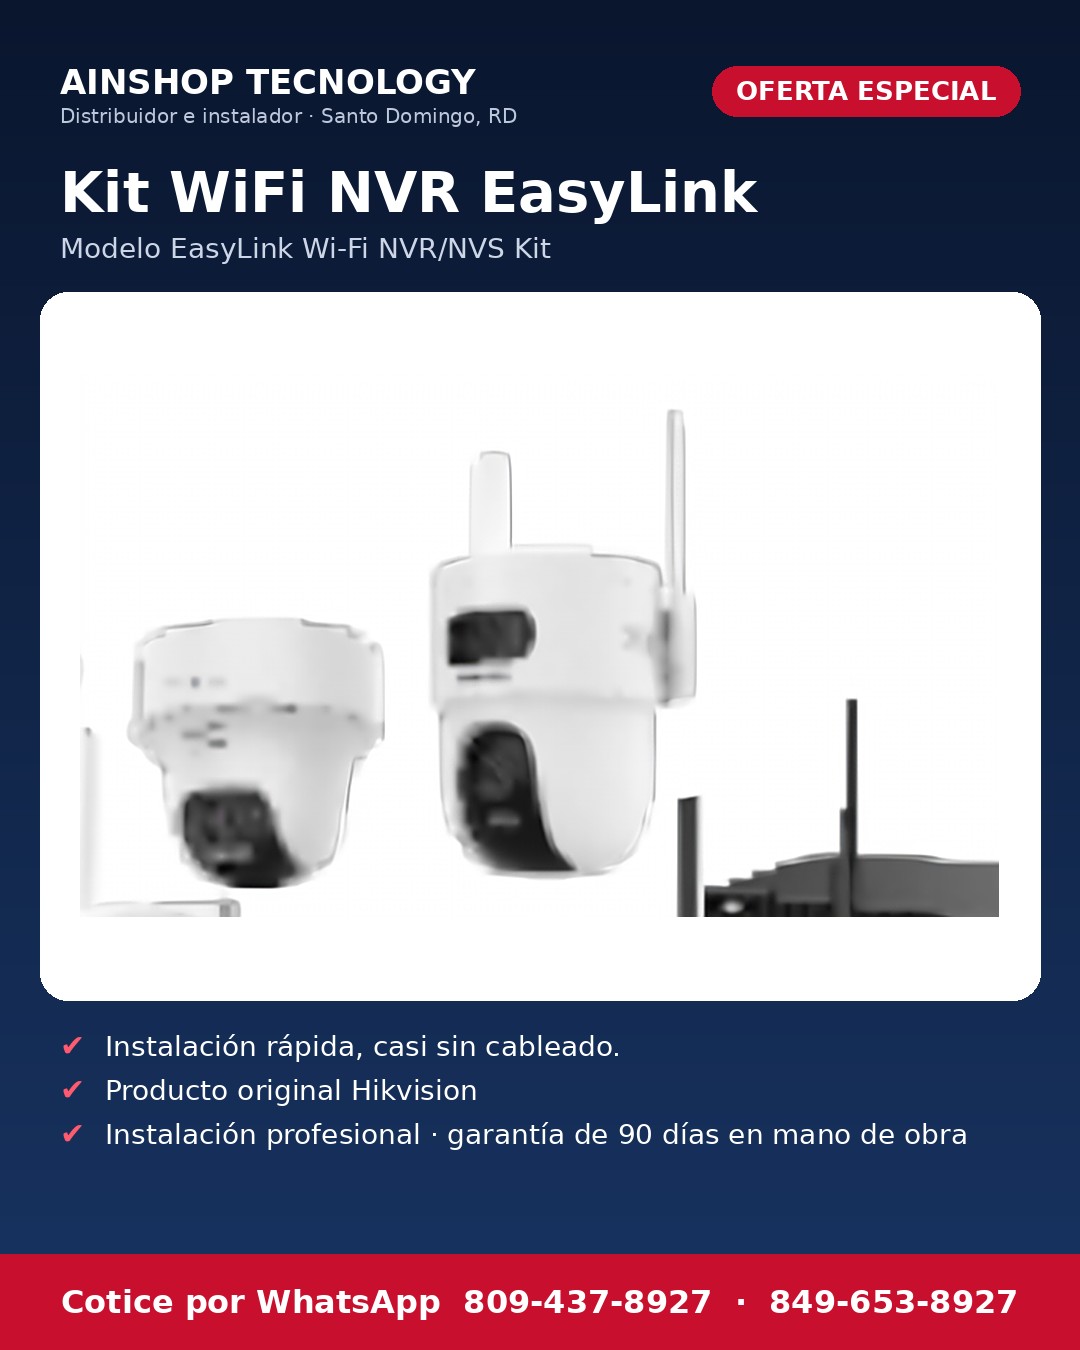 AINSHOP TECNOLOGY
Distribuidor e instalador · Santo Domingo, RD
OFERTA ESPECIAL
Kit WiFi NVR EasyLink
Modelo EasyLink Wi-Fi NVR/NVS Kit
✔ Instalación rápida, casi sin cableado.
✔ Producto original Hikvision
✔ Instalación profesional · garantía de 90 días en mano de obra
Cotice por WhatsApp 809-437-8927 · 849-653-8927